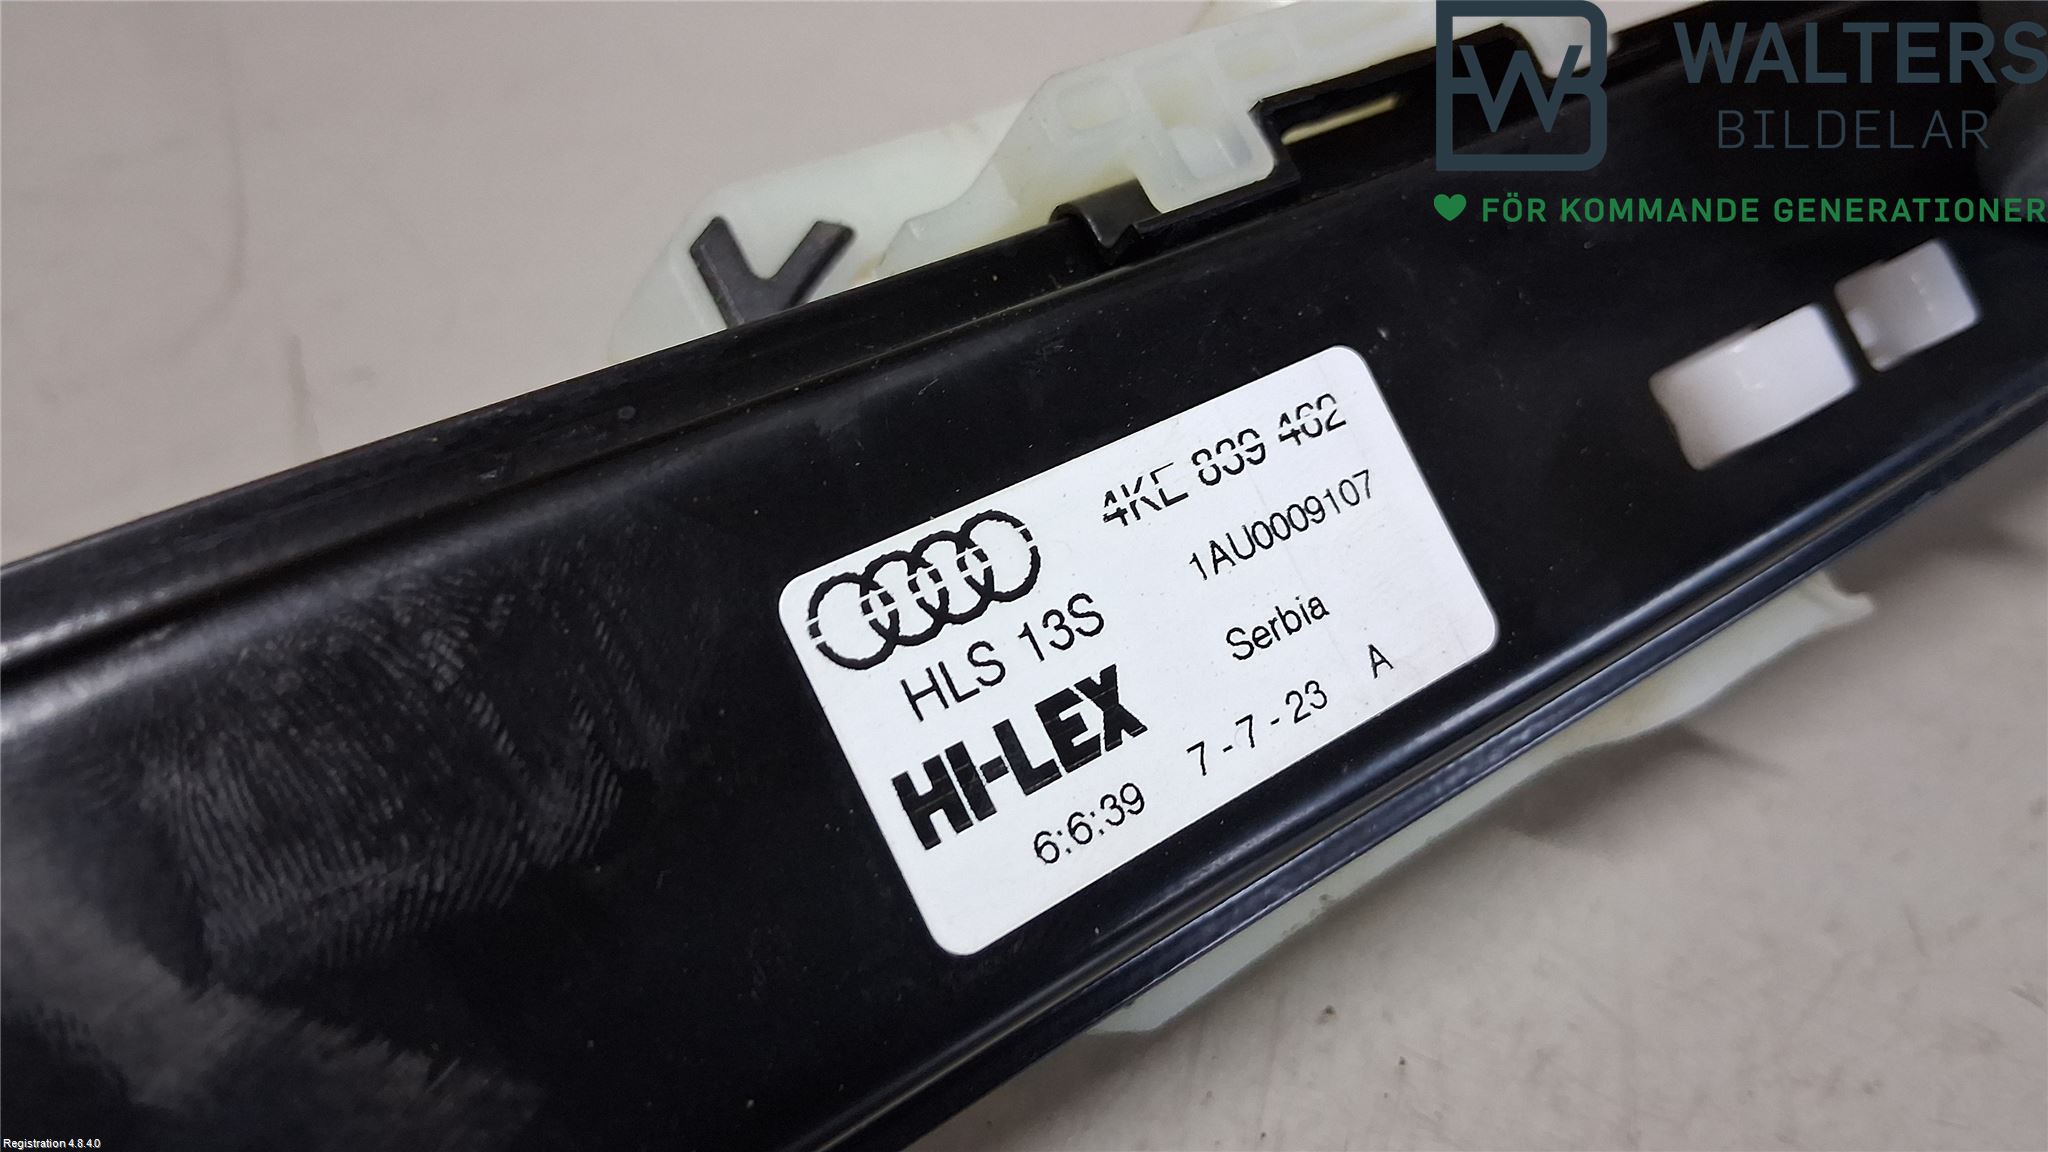 WALTERS
BILDELAR
FÖR KOMMANDE GENERATIONER
4KE 839 462
1AU0009107
HLS 13S
Serbia
HI-LEX
6:6:39 7-7-23 A
Registration 4.8.4.0